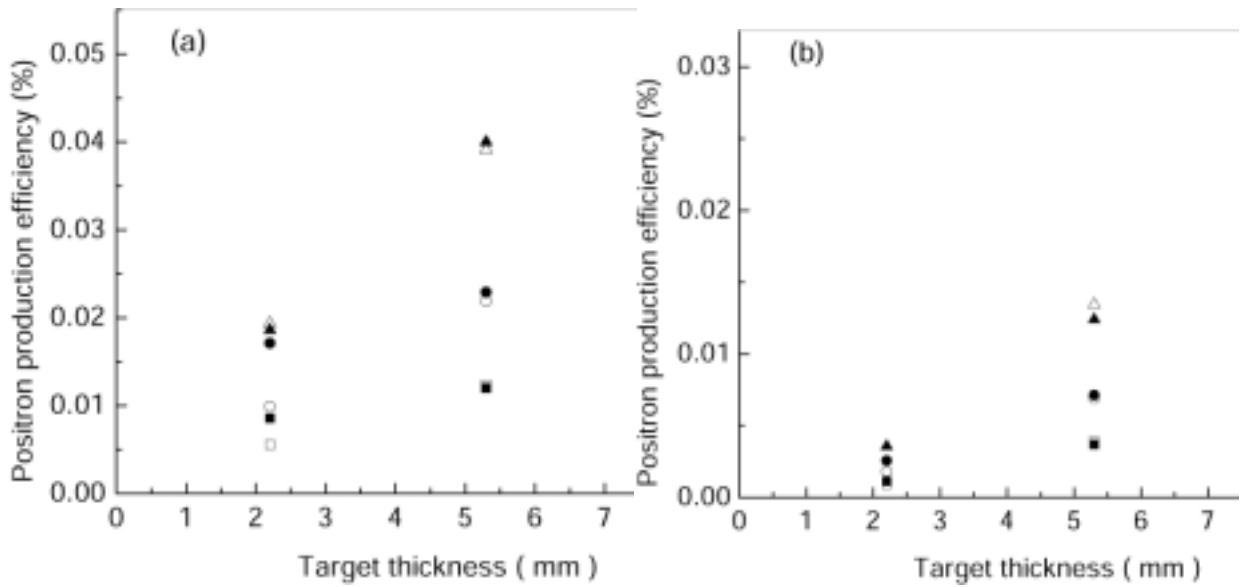 (a)
Positron production efficiency (%)
0.05
0.04
0.03
0.02
0.01
0.00
0 1 2 3 4 5 6 7
Target thickness ( mm )
(b)
Positron production efficiency (%)
0.03
0.02
0.01
0.00
0 1 2 3 4 5 6 7
Target thickness ( mm )